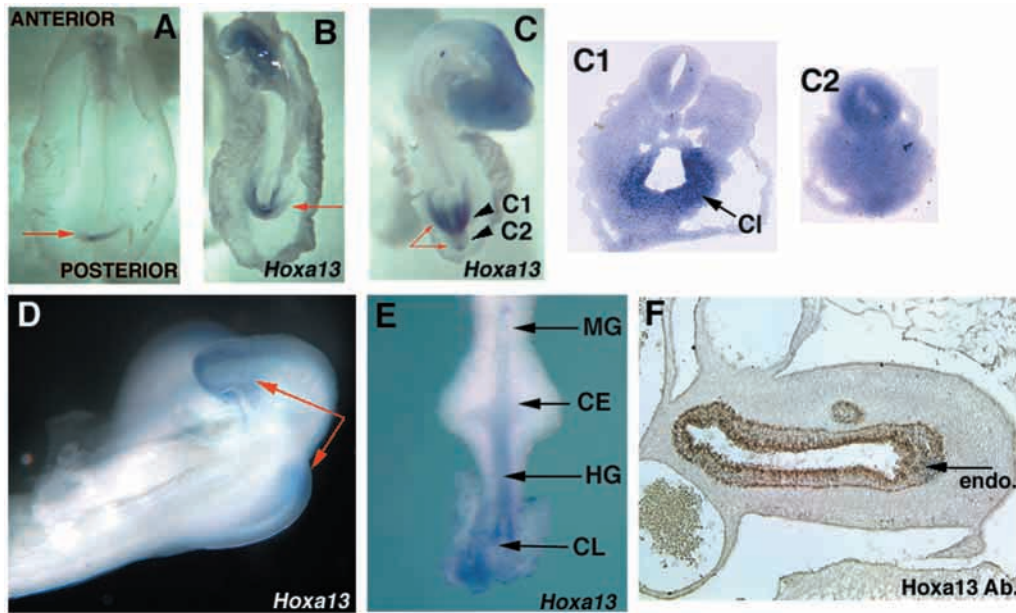 ANTERIOR
A
POSTERIOR
B
Hoxa13
C
C1
C2
Hoxa13
C1
Cl
C2
D
Hoxa13
E
MG
CE
HG
CL
Hoxa13
F
endo.
Hoxa13 Ab.